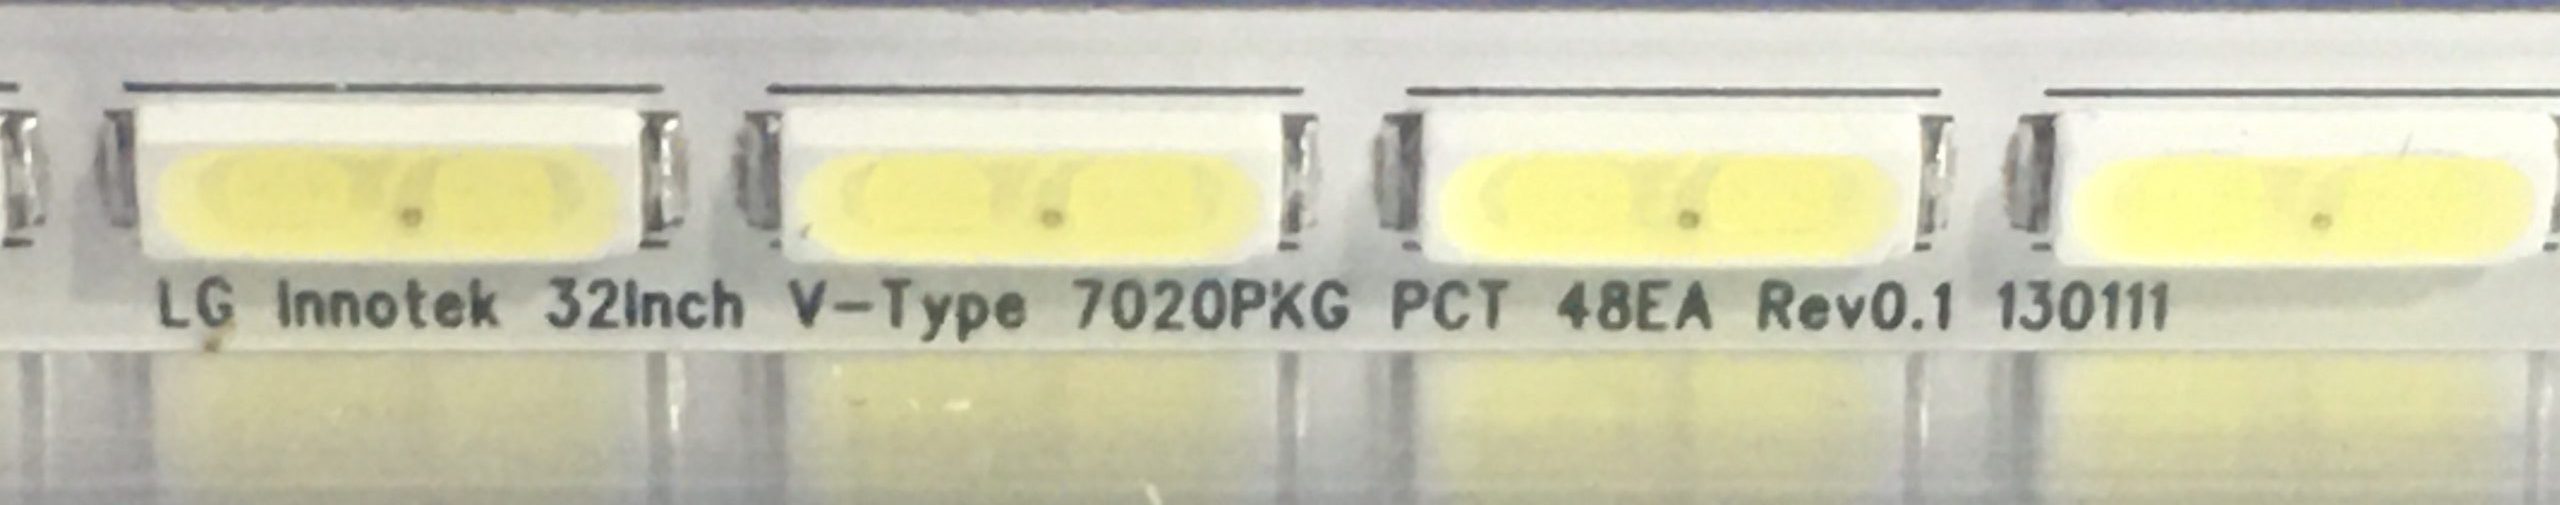 LG Innotek 32Inch V-Type 7020PKG PCT 48EA Rev0.1 130111